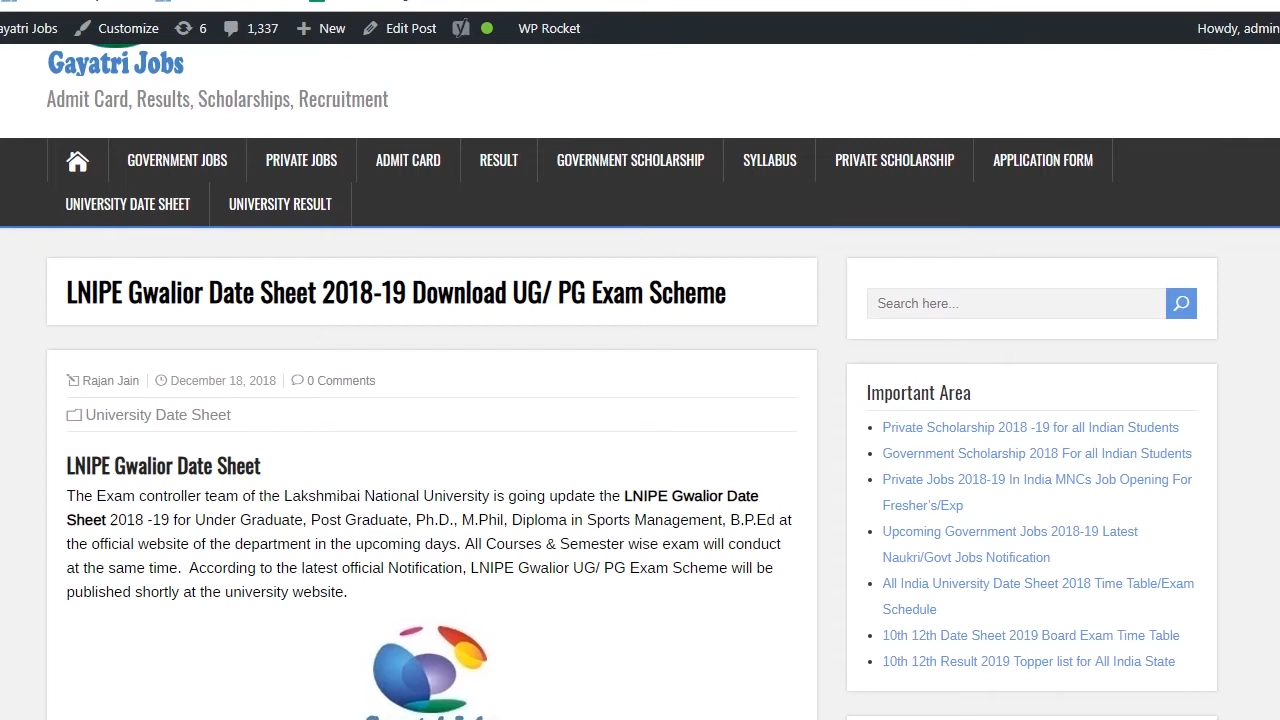 ayatri Jobs Customize 6 1,337 New Edit Post WP Rocket Howdy, admin
Gayatri Jobs
Admit Card, Results, Scholarships, Recruitment
GOVERNMENT JOBS PRIVATE JOBS ADMIT CARD RESULT GOVERNMENT SCHOLARSHIP SYLLABUS PRIVATE SCHOLARSHIP APPLICATION FORM
UNIVERSITY DATE SHEET UNIVERSITY RESULT
LNIPE Gwalior Date Sheet 2018-19 Download UG/ PG Exam Scheme
Rajan Jain December 18, 2018 0 Comments
University Date Sheet
LNIPE Gwalior Date Sheet
The Exam controller team of the Lakshmibai National University is going update the LNIPE Gwalior Date
Sheet 2018 -19 for Under Graduate, Post Graduate, Ph.D., M.Phil, Diploma in Sports Management, B.P.Ed at
the official website of the department in the upcoming days. All Courses & Semester wise exam will conduct
at the same time.  According to the latest official Notification, LNIPE Gwalior UG/ PG Exam Scheme will be
published shortly at the university website.
Search here...
Important Area
Private Scholarship 2018 -19 for all Indian Students
Government Scholarship 2018 For all Indian Students
Private Jobs 2018-19 In India MNCs Job Opening For
Fresher’s/Exp
Upcoming Government Jobs 2018-19 Latest
Naukri/Govt Jobs Notification
All India University Date Sheet 2018 Time Table/Exam
Schedule
10th 12th Date Sheet 2019 Board Exam Time Table
10th 12th Result 2019 Topper list for All India State